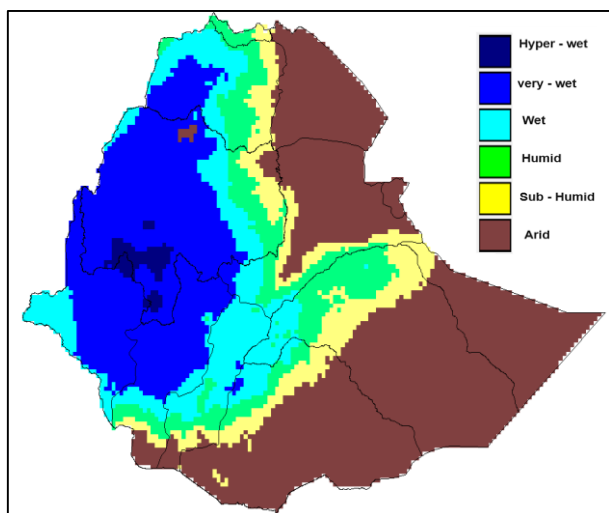 Hyper - wet
very - wet
Wet
Humid
Sub - Humid
Arid